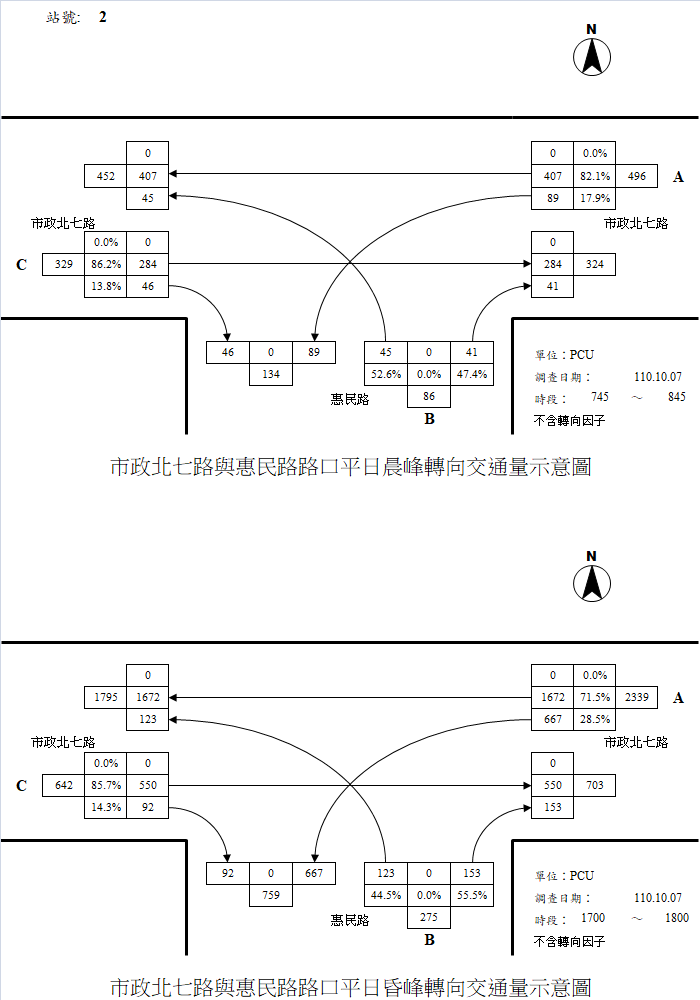 站號: 2
N
0 0 0.0%
452 407 407 82.1% 496 A
45 89 17.9%
市政北七路 市政北七路
0.0% 0 0
C 329 86.2% 284 284 324
13.8% 46 41
46 0 89 45 0 41
134 52.6% 0.0% 47.4%
86
惠民路
B
單位：PCU
調查日期： 110.10.07
時段： 745 ～ 845
不含轉向因子
市政北七路與惠民路路口平日晨峰轉向交通量示意圖
N
0 0 0.0%
1795 1672 1672 71.5% 2339 A
123 667 28.5%
市政北七路 市政北七路
0.0% 0 0
C 642 85.7% 550 550 703
14.3% 92 153
92 0 667 123 0 153
759 44.5% 0.0% 55.5%
275
惠民路
B
單位：PCU
調查日期： 110.10.07
時段： 1700 ～ 1800
不含轉向因子
市政北七路與惠民路路口平日昏峰轉向交通量示意圖